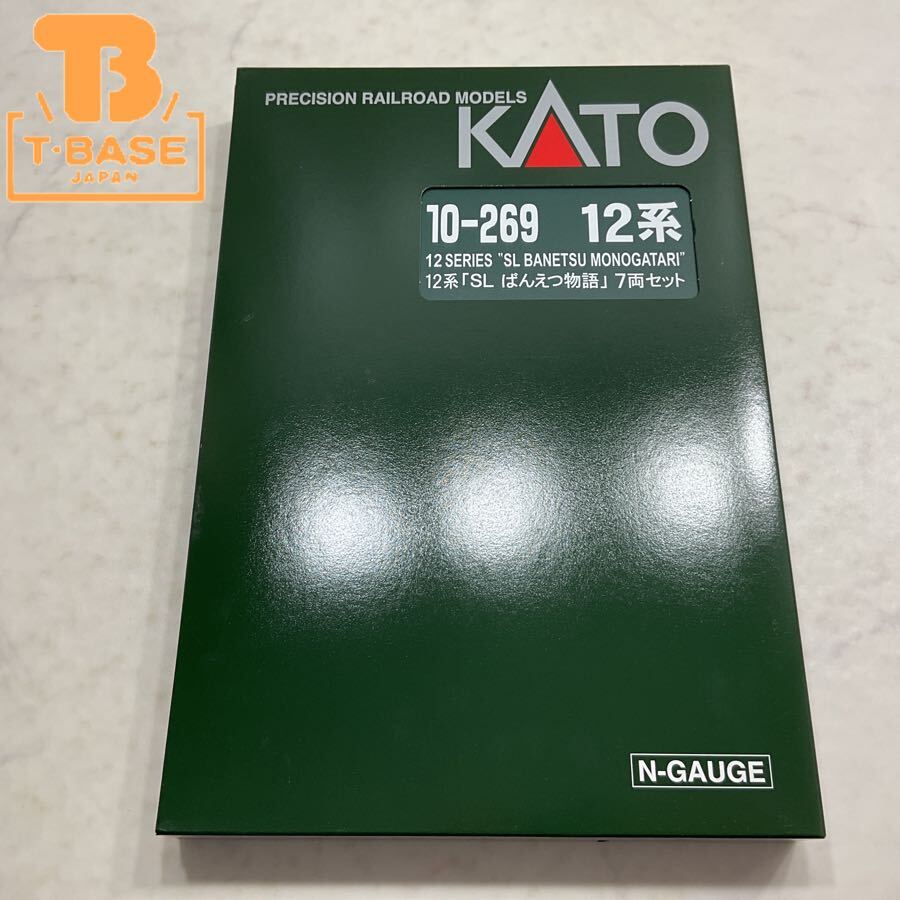 T·BASE
JAPAN
PRECISION RAILROAD MODELS
KATO
10-269 12系
12 SERIES "SL BANETSU MONOGATARI"
12系「SL ばんえつ物語」7両セット
N-GAUGE